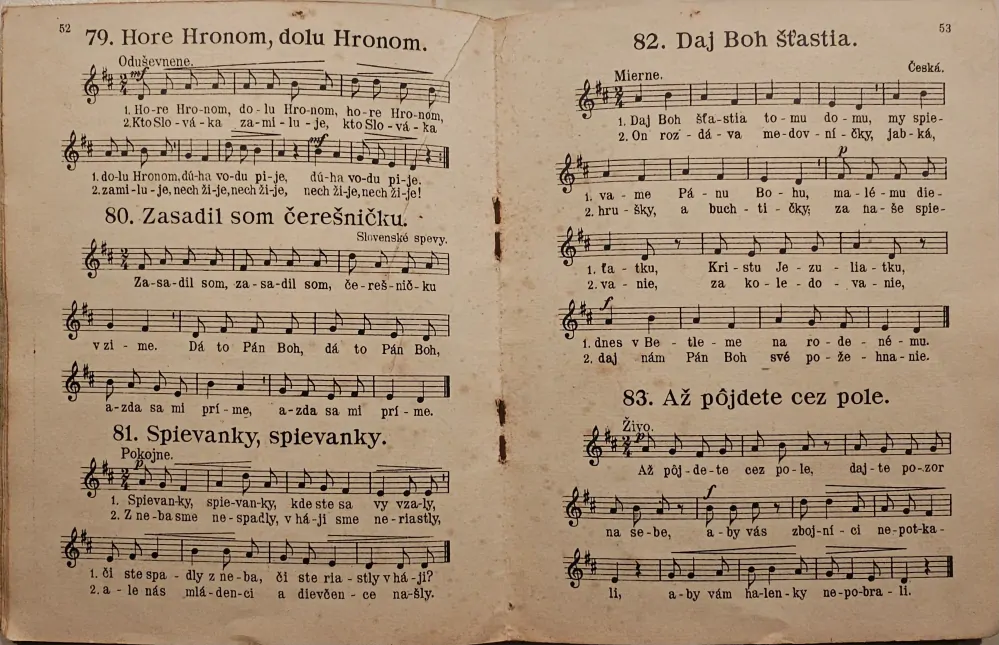 52
79. Hore Hronom, dolu Hronom.
Oduševnene.
mf
1. Ho-re Hro-nom, do-lu Hro-nom, ho-re Hro-nom,
2. Kto Slo-vá-ka za-mi-lu-je, kto Slo-vá-ka
mf
1. do-lu Hronom, dú-ha vo-du pi-je, dú-ha vo-du pi-je.
2. zami-lu-je, nech ži-je, nech ži-je, nech ži-je, nech ži-je!
80. Zasadil som čerešničku.
Slovenské spevy.
Za-sa-dil som, za-sa-dil som, če-reš-nič-ku
v zi-me. Dá to Pán Boh, dá to Pán Boh,
a-zda sa mi prí-me, a-zda sa mi prí-me.
81. Spievanky, spievanky.
Pokojne.
p
1. Spievan-ky, spie-van-ky, kde ste sa vy vza-ly,
2. Z ne-ba sme ne-spadly, v há-ji sme ne-riastly,
1. či ste spa-dly z ne-ba, či ste ria-stly v há-ji?
2. a-le nás mlá-den-ci a dievčen-ce na-šly.
53
82. Daj Boh šťastia.
Mierne.
Česká.
1. Daj Boh šťa-stia to-mu do-mu, my spie-
2. On roz-dá-va me-dov-ní-čky, jab-ká,
p
1. va-me Pá-nu Bo-hu, ma-lé-mu die-
2. hru-šky, a buch-ti-čky, za na-še spie-
1. ťa-tku, Kri-stu Je-zu-lia-tku,
2. va-nie, za ko-le-do-va-nie,
f
1. dnes v Be-tle-me na ro-de-né-mu.
2. daj nám Pán Boh své po-že-hna-nie.
83. Až pôjdete cez pole.
Živo.
p
Až pôj-de-te cez po-le, daj-te po-zor
f
na se-be, a-by vás zboj-ní-ci ne-pot-ka-
li, a-by vám ha-len-ky ne-po-bra-li.